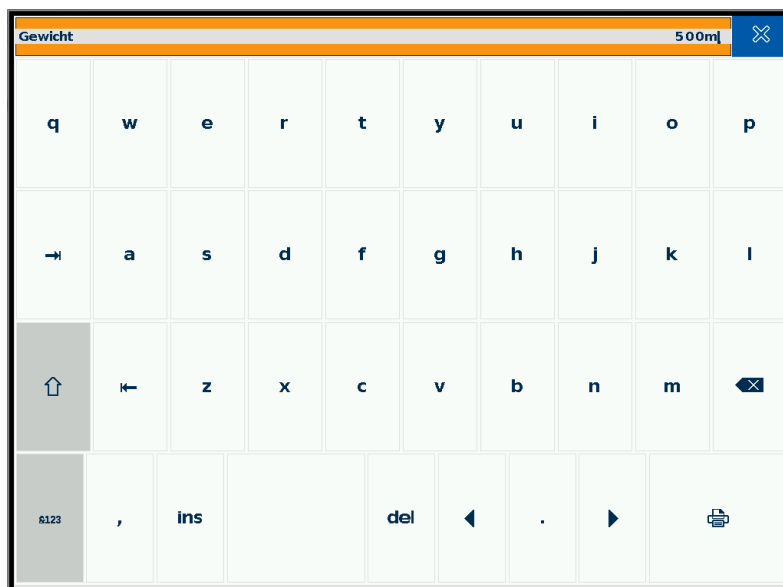 Gewicht 500ml
q w e r t y u i o p
a s d f g h j k l
z x c v b n m
&123 , ins del .